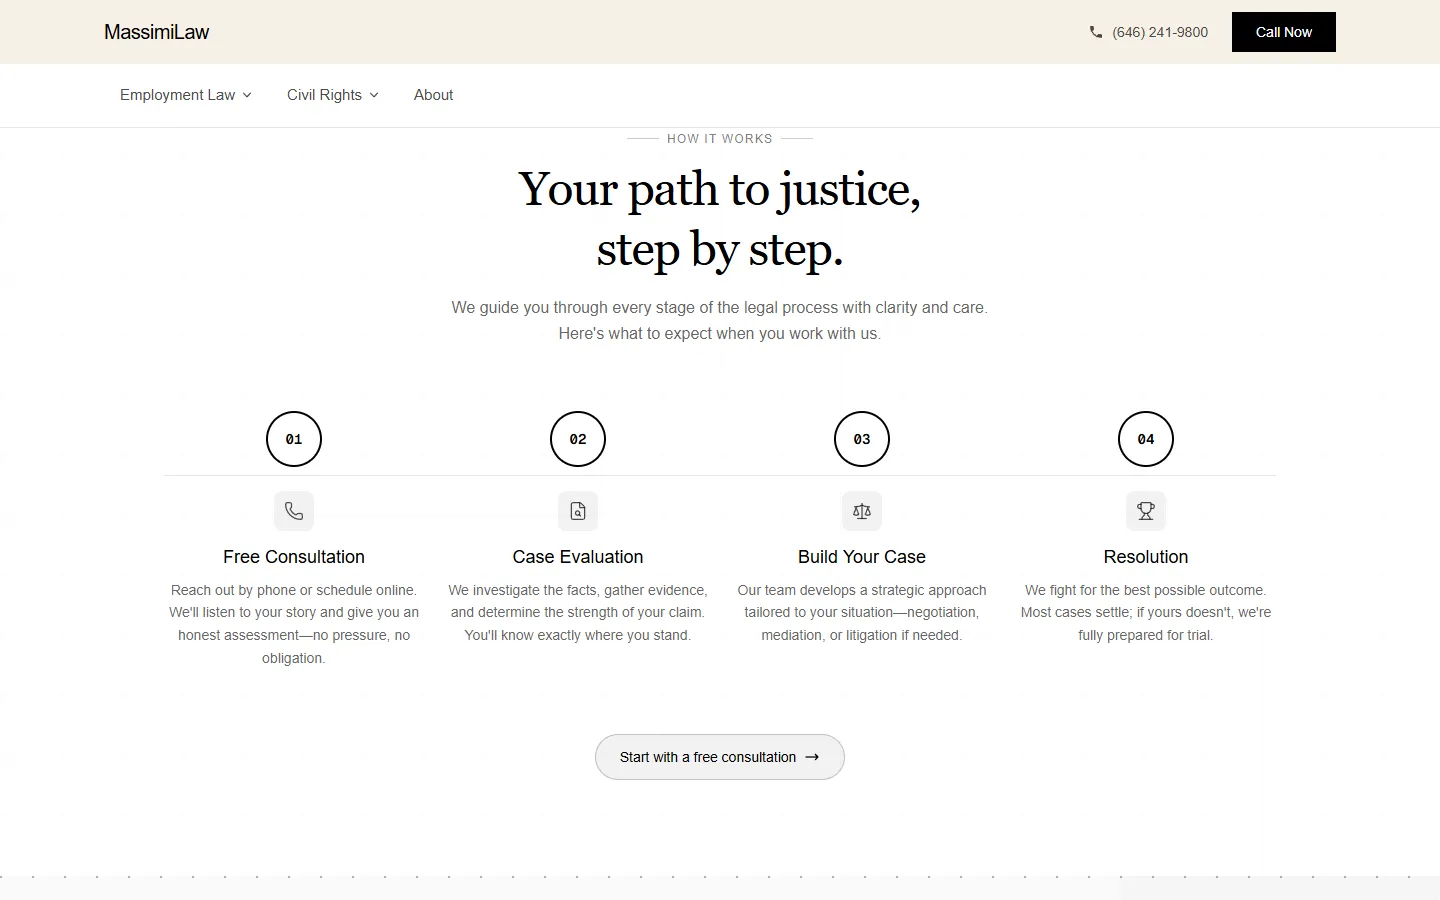 MassimiLaw
(646) 241-9800
Call Now
Employment Law
Civil Rights
About
HOW IT WORKS
Your path to justice,
step by step.
We guide you through every stage of the legal process with clarity and care.
Here's what to expect when you work with us.
01
Free Consultation
Reach out by phone or schedule online.
We'll listen to your story and give you an
honest assessment—no pressure, no
obligation.
02
Case Evaluation
We investigate the facts, gather evidence,
and determine the strength of your claim.
You'll know exactly where you stand.
03
Build Your Case
Our team develops a strategic approach
tailored to your situation—negotiation,
mediation, or litigation if needed.
04
Resolution
We fight for the best possible outcome.
Most cases settle; if yours doesn't, we're
fully prepared for trial.
Start with a free consultation →